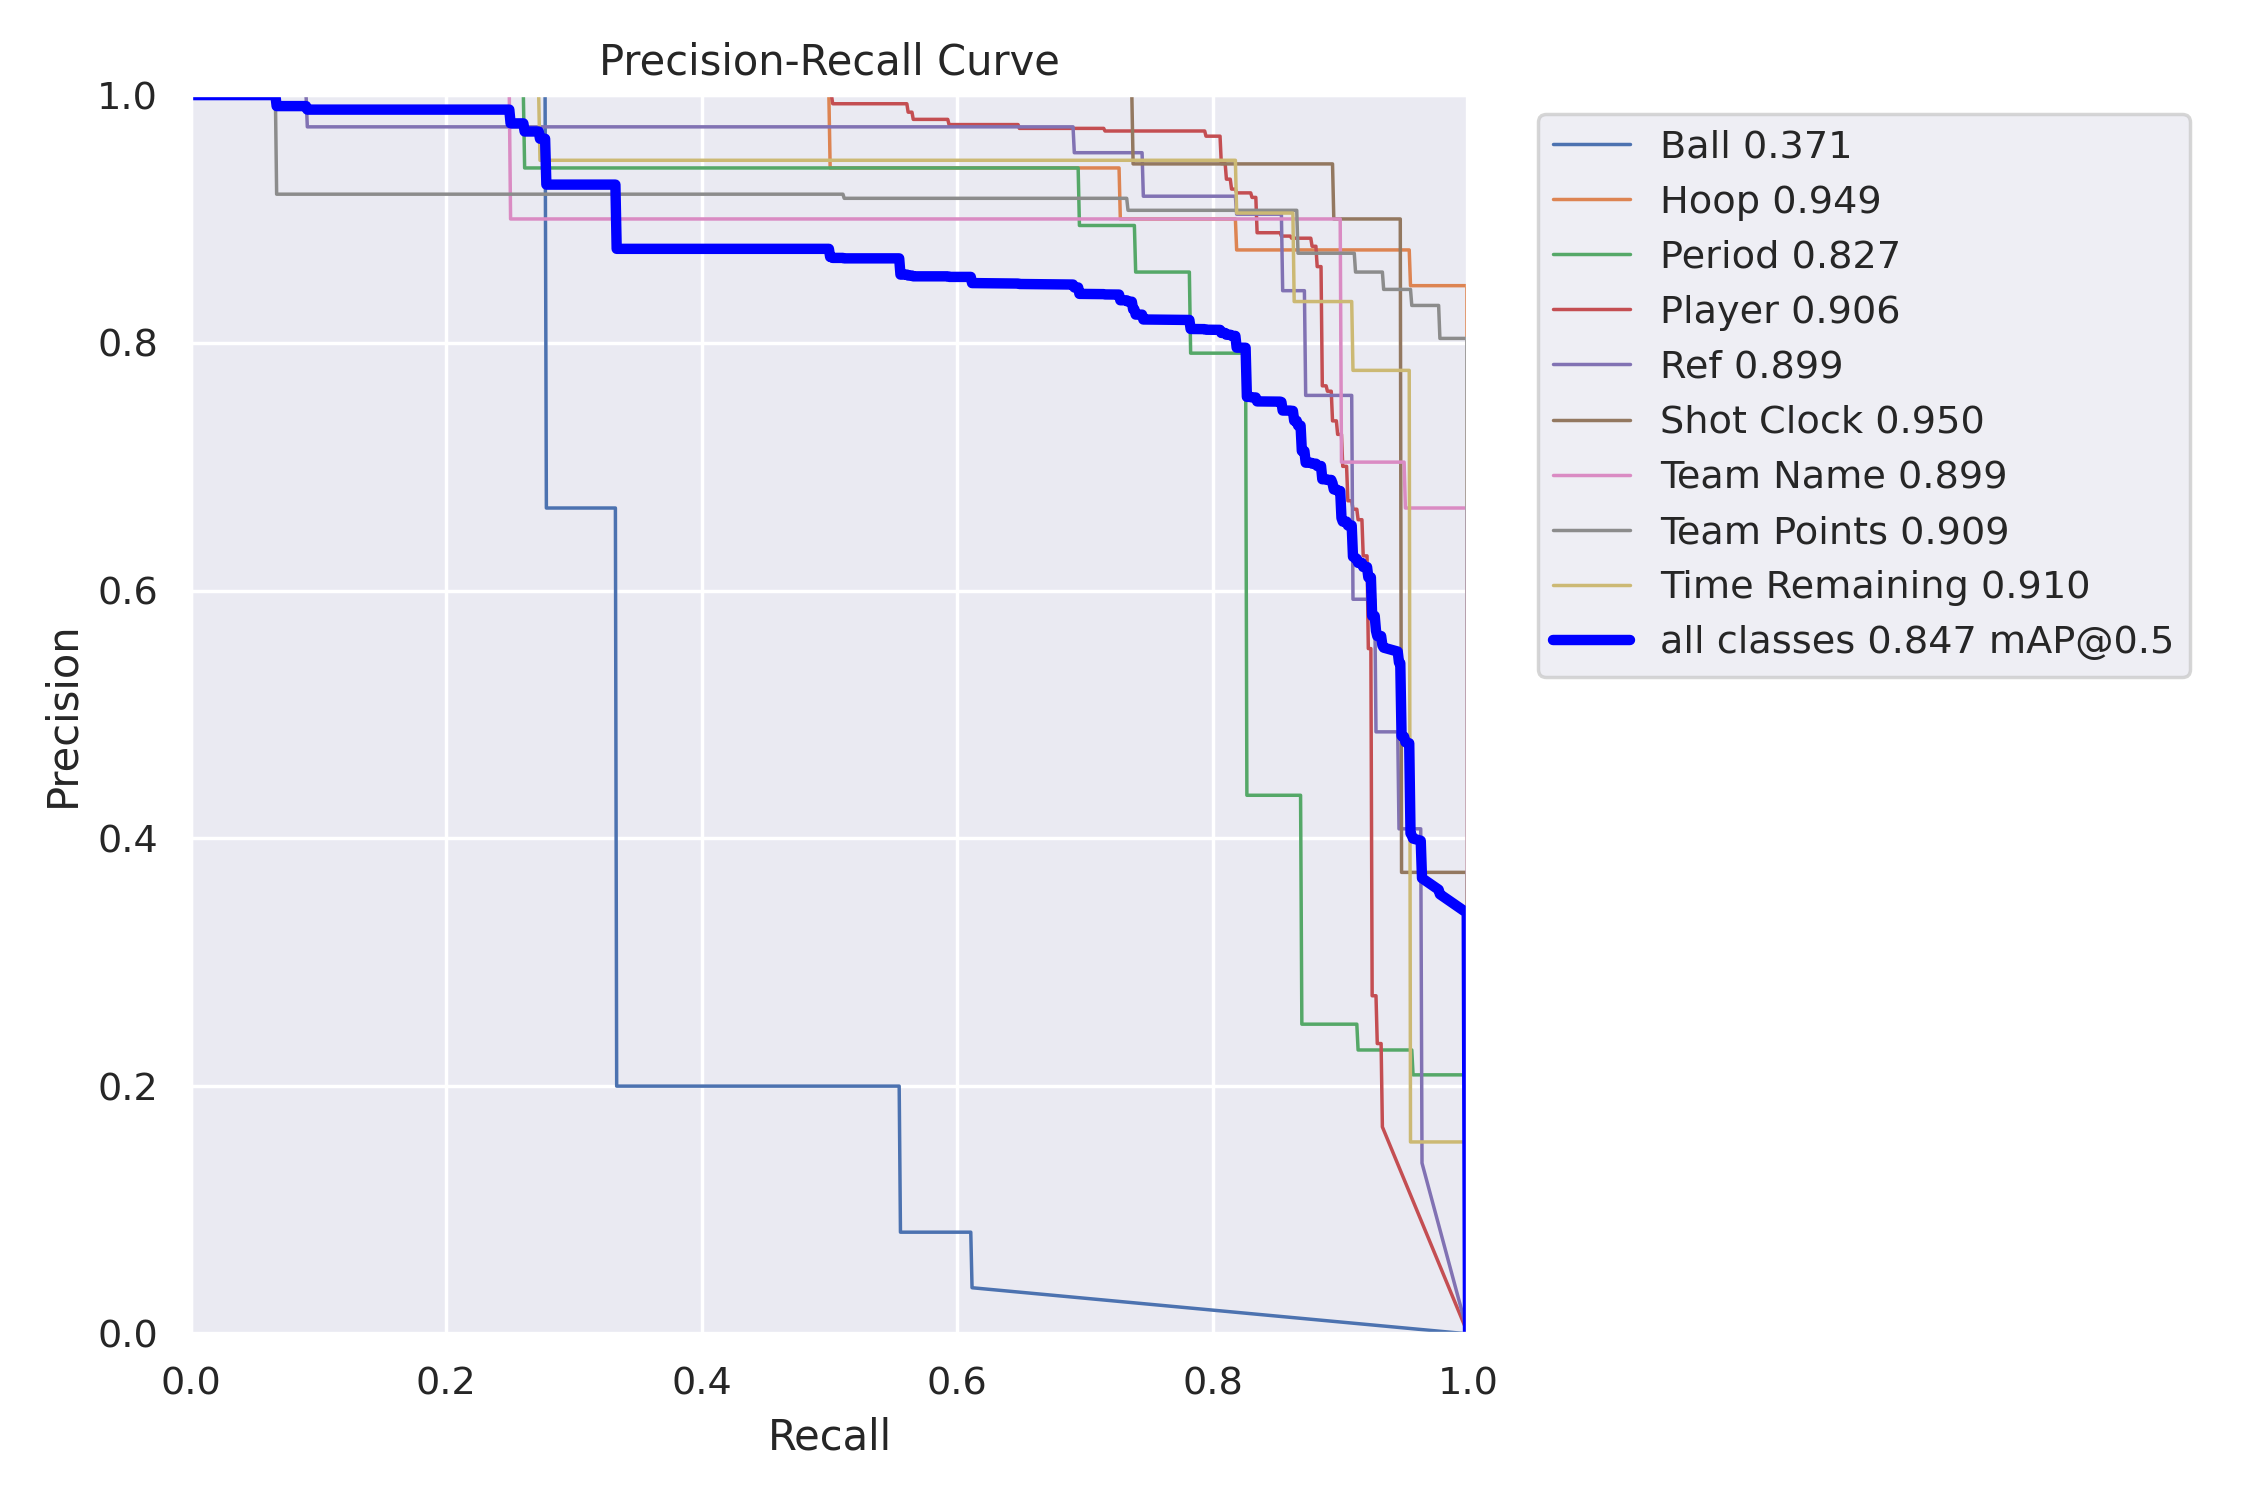 Precision-Recall Curve
1.0
0.8
0.6
0.4
0.2
0.0
Precision
0.0 0.2 0.4 0.6 0.8 1.0
Recall
Ball 0.371
Hoop 0.949
Period 0.827
Player 0.906
Ref 0.899
Shot Clock 0.950
Team Name 0.899
Team Points 0.909
Time Remaining 0.910
all classes 0.847 mAP@0.5